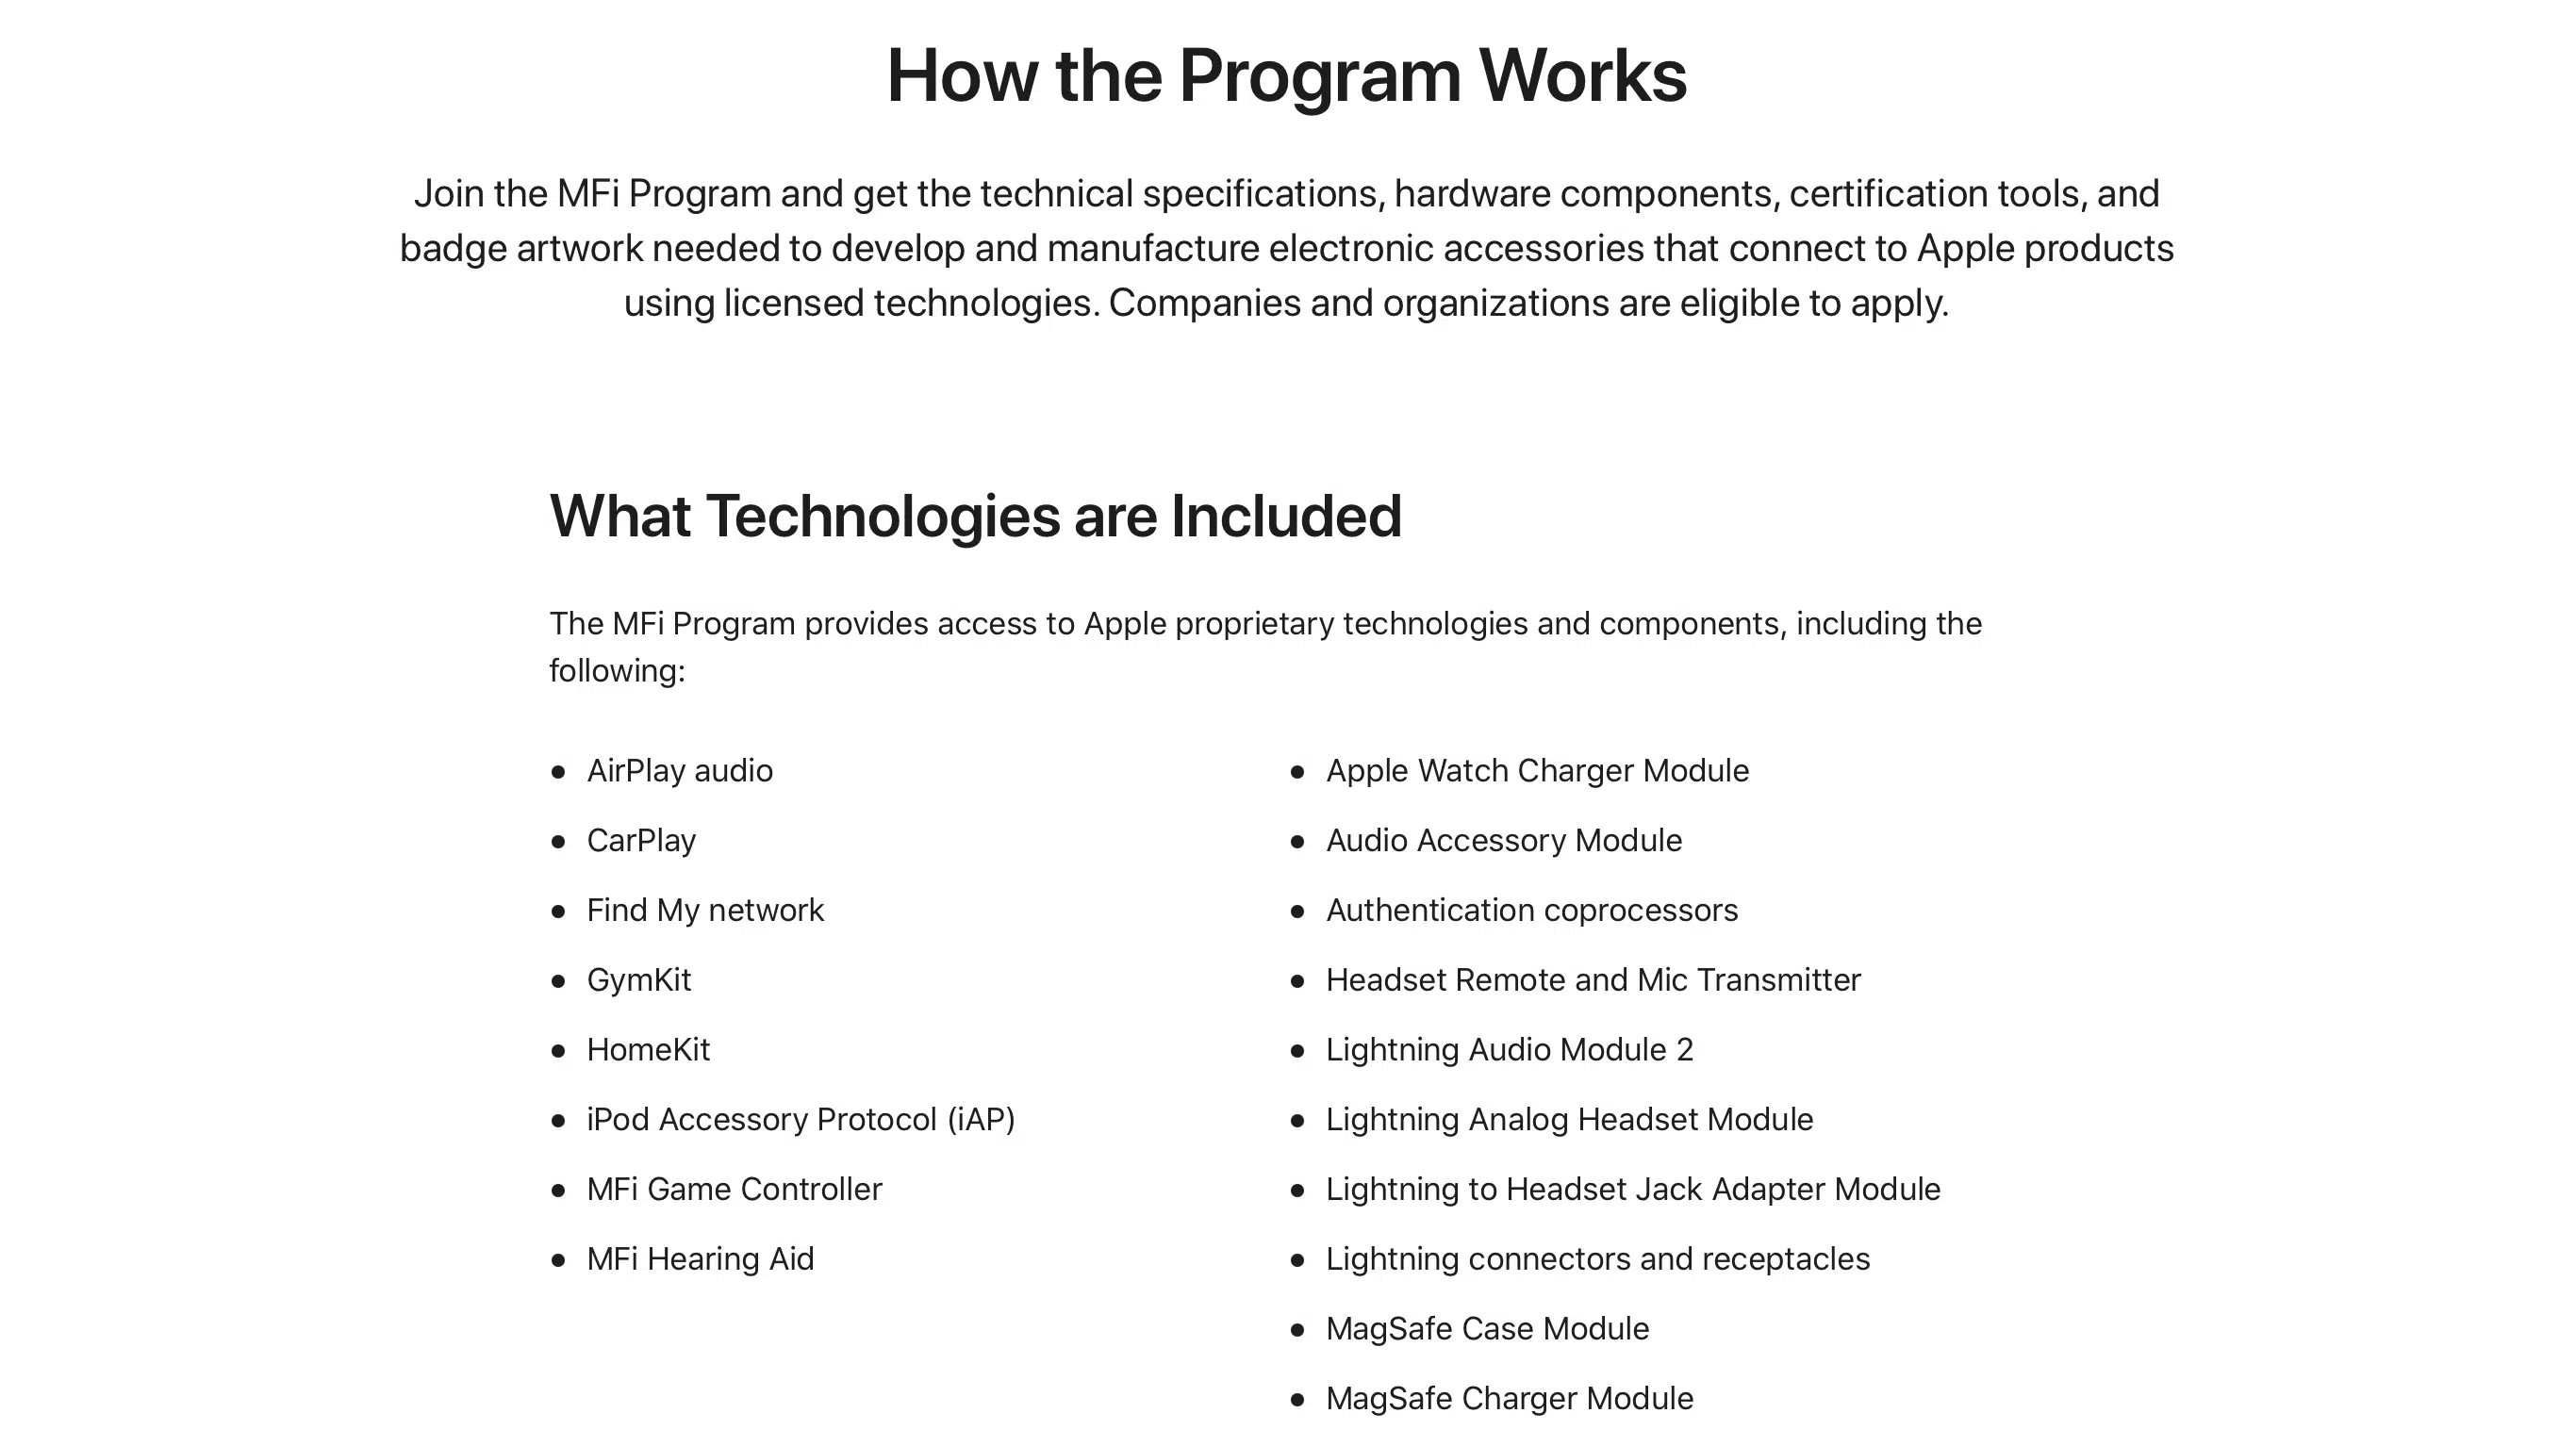 How the Program Works
Join the MFi Program and get the technical specifications, hardware components, certification tools, and
badge artwork needed to develop and manufacture electronic accessories that connect to Apple products
using licensed technologies. Companies and organizations are eligible to apply.
What Technologies are Included
The MFi Program provides access to Apple proprietary technologies and components, including the
following:
• AirPlay audio
• CarPlay
• Find My network
• GymKit
• HomeKit
• iPod Accessory Protocol (iAP)
• MFi Game Controller
• MFi Hearing Aid
• Apple Watch Charger Module
• Audio Accessory Module
• Authentication coprocessors
• Headset Remote and Mic Transmitter
• Lightning Audio Module 2
• Lightning Analog Headset Module
• Lightning to Headset Jack Adapter Module
• Lightning connectors and receptacles
• MagSafe Case Module
• MagSafe Charger Module